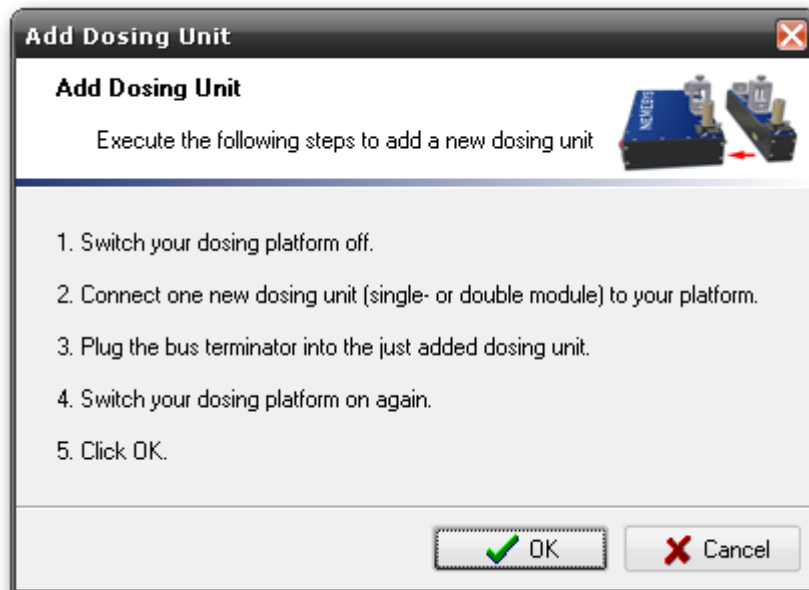 Add Dosing Unit
Add Dosing Unit
Execute the following steps to add a new dosing unit
NEMESYS
1. Switch your dosing platform off.
2. Connect one new dosing unit (single- or double module) to your platform.
3. Plug the bus terminator into the just added dosing unit.
4. Switch your dosing platform on again.
5. Click OK.
OK
Cancel